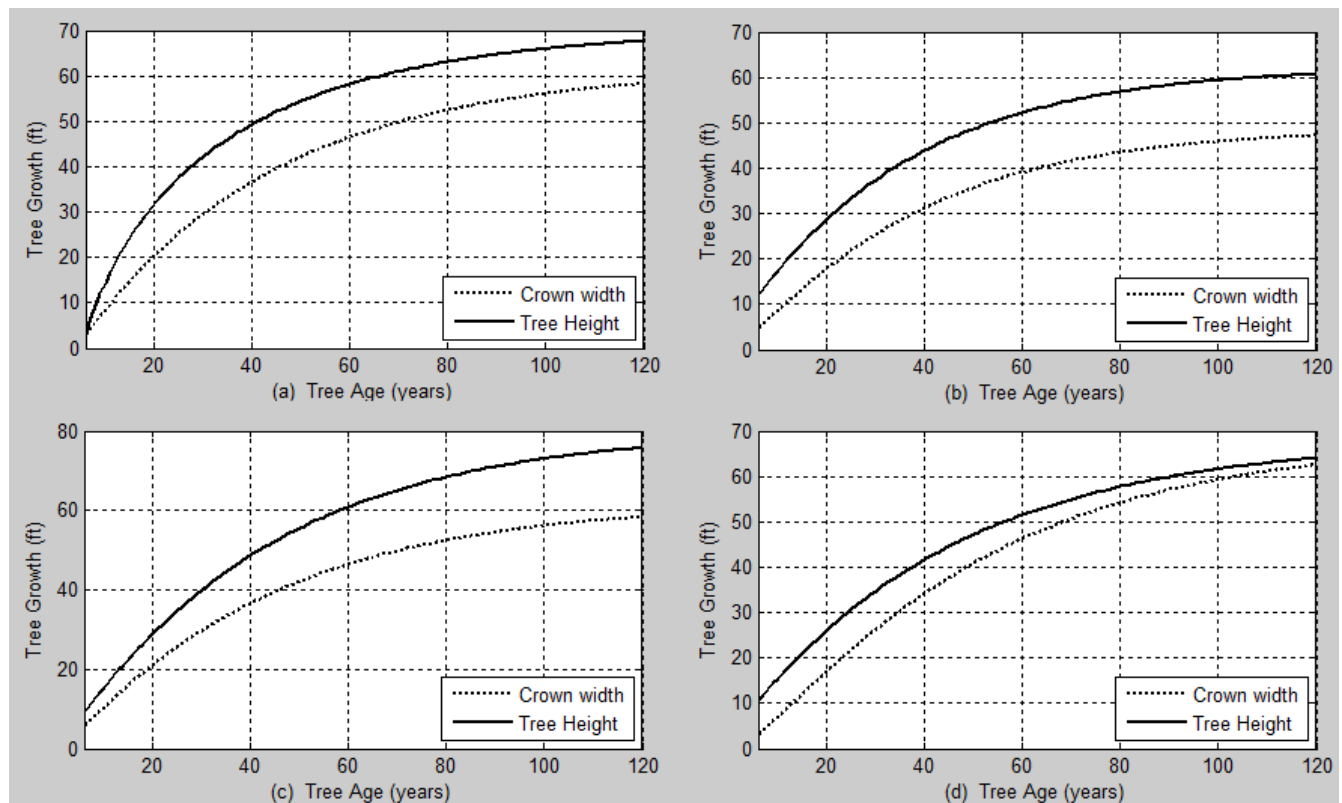 70
60
50
40
30
20
10
0
Tree Growth (ft)
Crown width
Tree Height
20 40 60 80 100 120
(a) Tree Age (years)
70
60
50
40
30
20
10
0
Tree Growth (ft)
Crown width
Tree Height
20 40 60 80 100 120
(b) Tree Age (years)
80
60
40
20
0
Tree Growth (ft)
Crown width
Tree Height
20 40 60 80 100 120
(c) Tree Age (years)
70
60
50
40
30
20
10
0
Tree Growth (ft)
Crown width
Tree Height
20 40 60 80 100 120
(d) Tree Age (years)